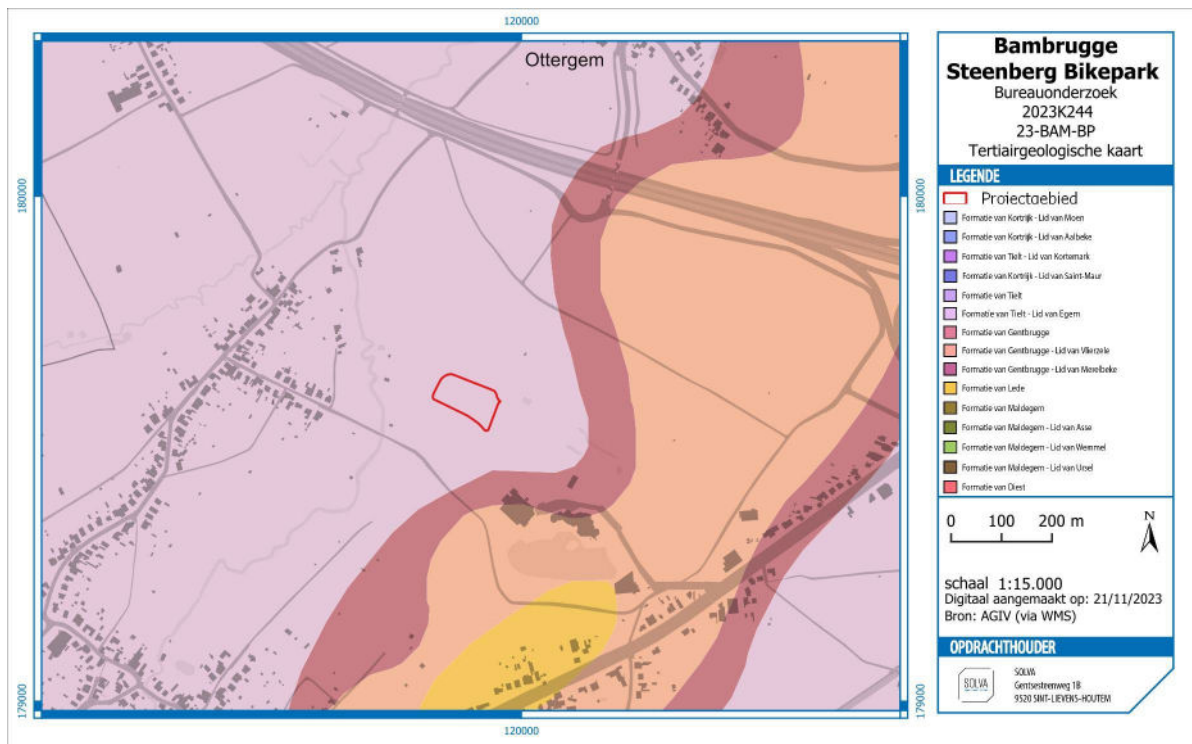 120000
Ottergem
180000
180000
179000
179000
120000
Bambrugge
Steenberg Bikepark
Bureauonderzoek
2023K244
23-BAM-BP
Tertiairgeologische kaart
LEGENDE
Projectgebied
Formatie van Kortrijk - Lid van Moen
Formatie van Kortrijk - Lid van Aalbeke
Formatie van Tielt - Lid van Kortemark
Formatie van Kortrijk - Lid van Saint-Maur
Formatie van Tielt
Formatie van Tielt - Lid van Egem
Formatie van Gentbrugge
Formatie van Gentbrugge - Lid van Vlierzele
Formatie van Gentbrugge - Lid van Merelbeke
Formatie van Lede
Formatie van Maldegem
Formatie van Maldegem - Lid van Asse
Formatie van Maldegem - Lid van Wemmel
Formatie van Maldegem - Lid van Ursel
Formatie van Diest
0 100 200 m
N
schaal 1:15.000
Digitaal aangemaakt op: 21/11/2023
Bron: AGIV (via WMS)
OPDRACHTHOUDER
SOLVA
SOLVA
Gentsesteenweg 1B
9520 SINT-LIEVENS-HOUTEM